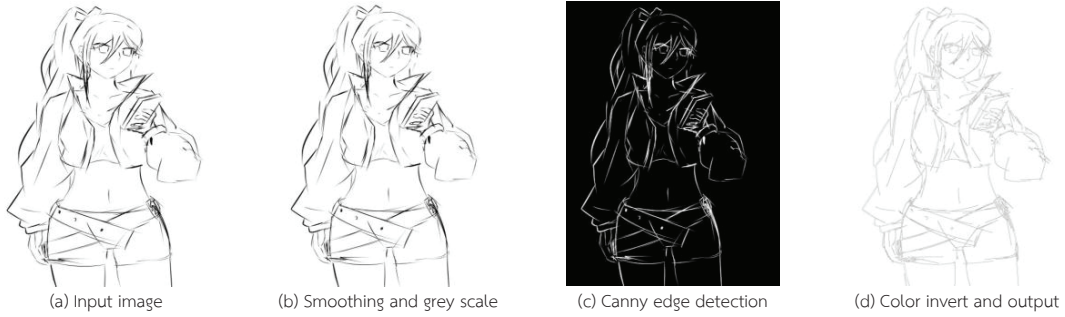 (a) Input image
(b) Smoothing and grey scale
(c) Canny edge detection
(d) Color invert and output